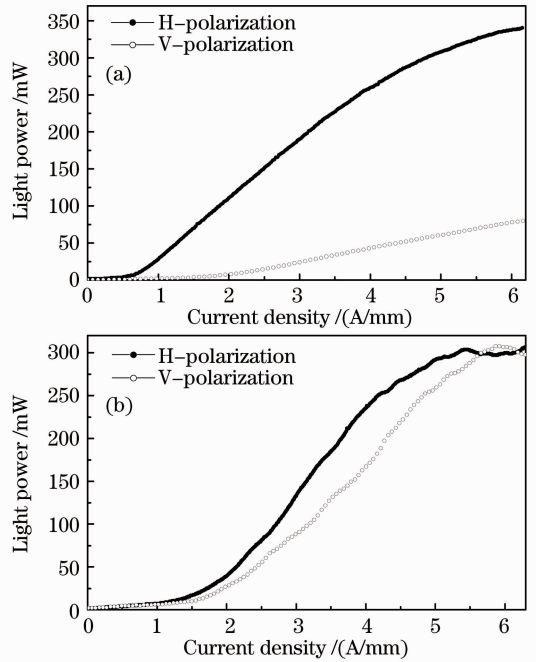 350
300
250
200
150
100
50
0
Light power /mW
H-polarization
V-polarization
(a)
0 1 2 3 4 5 6
Current density /(A/mm)
300
250
200
150
100
50
0
Light power /mW
H-polarization
V-polarization
(b)
0 1 2 3 4 5 6
Current density /(A/mm)